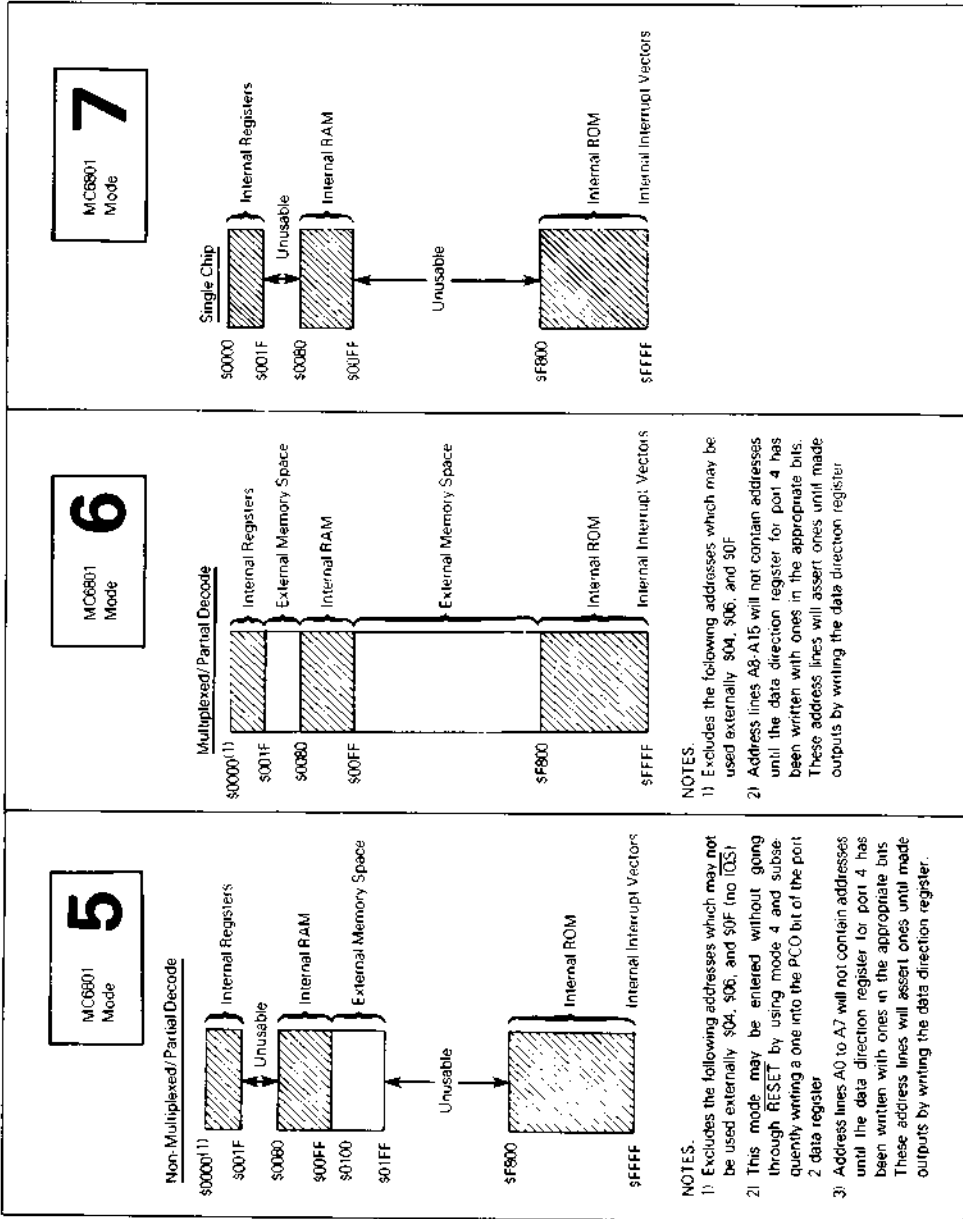 MC6801
Mode
5
Non-Multiplexed/Partial Decode
$0000(1)
Internal Registers
$001F
Unusable
$0080
Internal RAM
$00FF
$0100
External Memory Space
$01FF
Unusable
$F800
Internal ROM
$FFFF
Internal Interrupt Vectors
NOTES.
1) Excludes the following addresses which may not
be used externally $04, $06, and $0F (no IOS)
2) This mode may be entered without going
through RESET by using mode 4 and subse-
quently writing a one into the PCO bit of the port
2 data register
3) Address lines A0 to A7 will not contain addresses
until the data direction register for port 4 has
been written with ones in the appropriate bits
These address lines will assert ones until made
outputs by writing the data direction register.
MC6801
Mode
6
Multiplexed/Partial Decode
$0000(1)
Internal Registers
$001F
External Memory Space
$0080
Internal RAM
$00FF
External Memory Space
$F800
Internal ROM
$FFFF
Internal Interrupt Vectors
NOTES.
1) Excludes the following addresses which may be
used externally $04, $06, and $0F
2) Address lines A8-A15 will not contain addresses
until the data direction register for port 4 has
been written with ones in the appropriate bits.
These address lines will assert ones until made
outputs by writing the data direction register
MC6801
Mode
7
Single Chip
$0000
Internal Registers
$001F
Unusable
$0080
Internal RAM
$00FF
Unusable
$F800
Internal ROM
$FFFF
Internal Interrupt Vectors